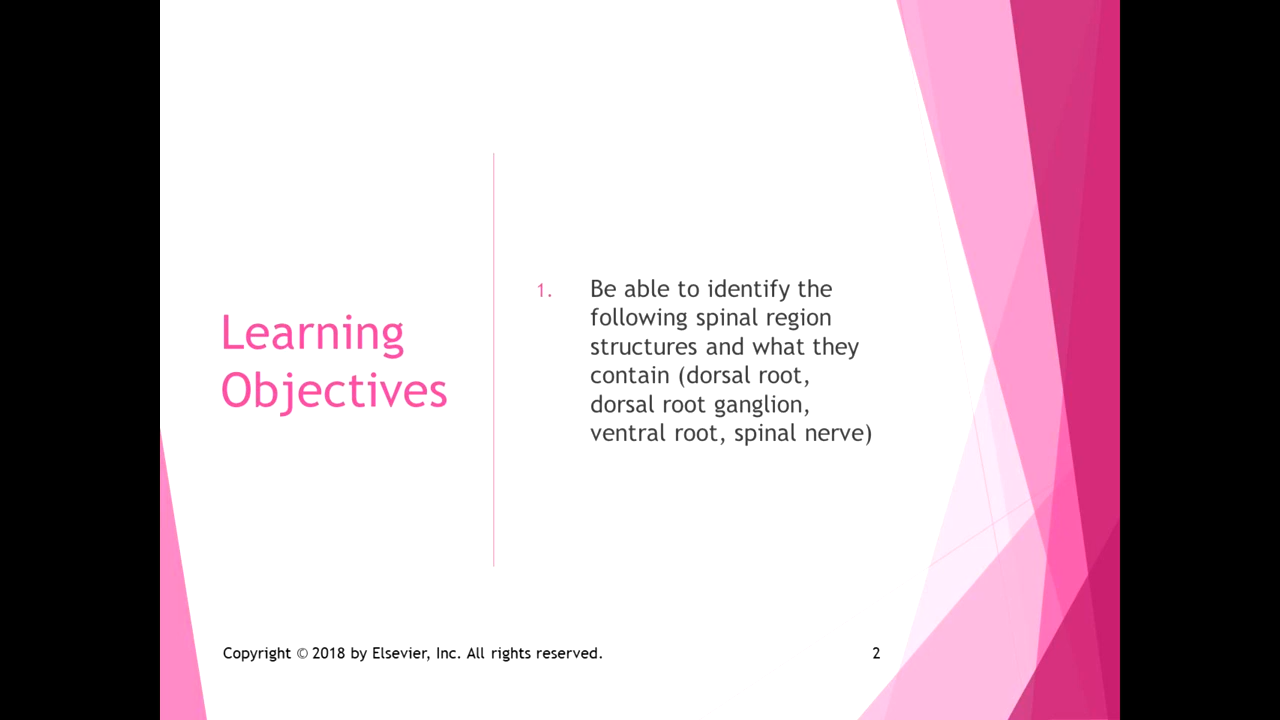 Learning
Objectives
1. Be able to identify the
following spinal region
structures and what they
contain (dorsal root,
dorsal root ganglion,
ventral root, spinal nerve)
Copyright © 2018 by Elsevier, Inc. All rights reserved.
2